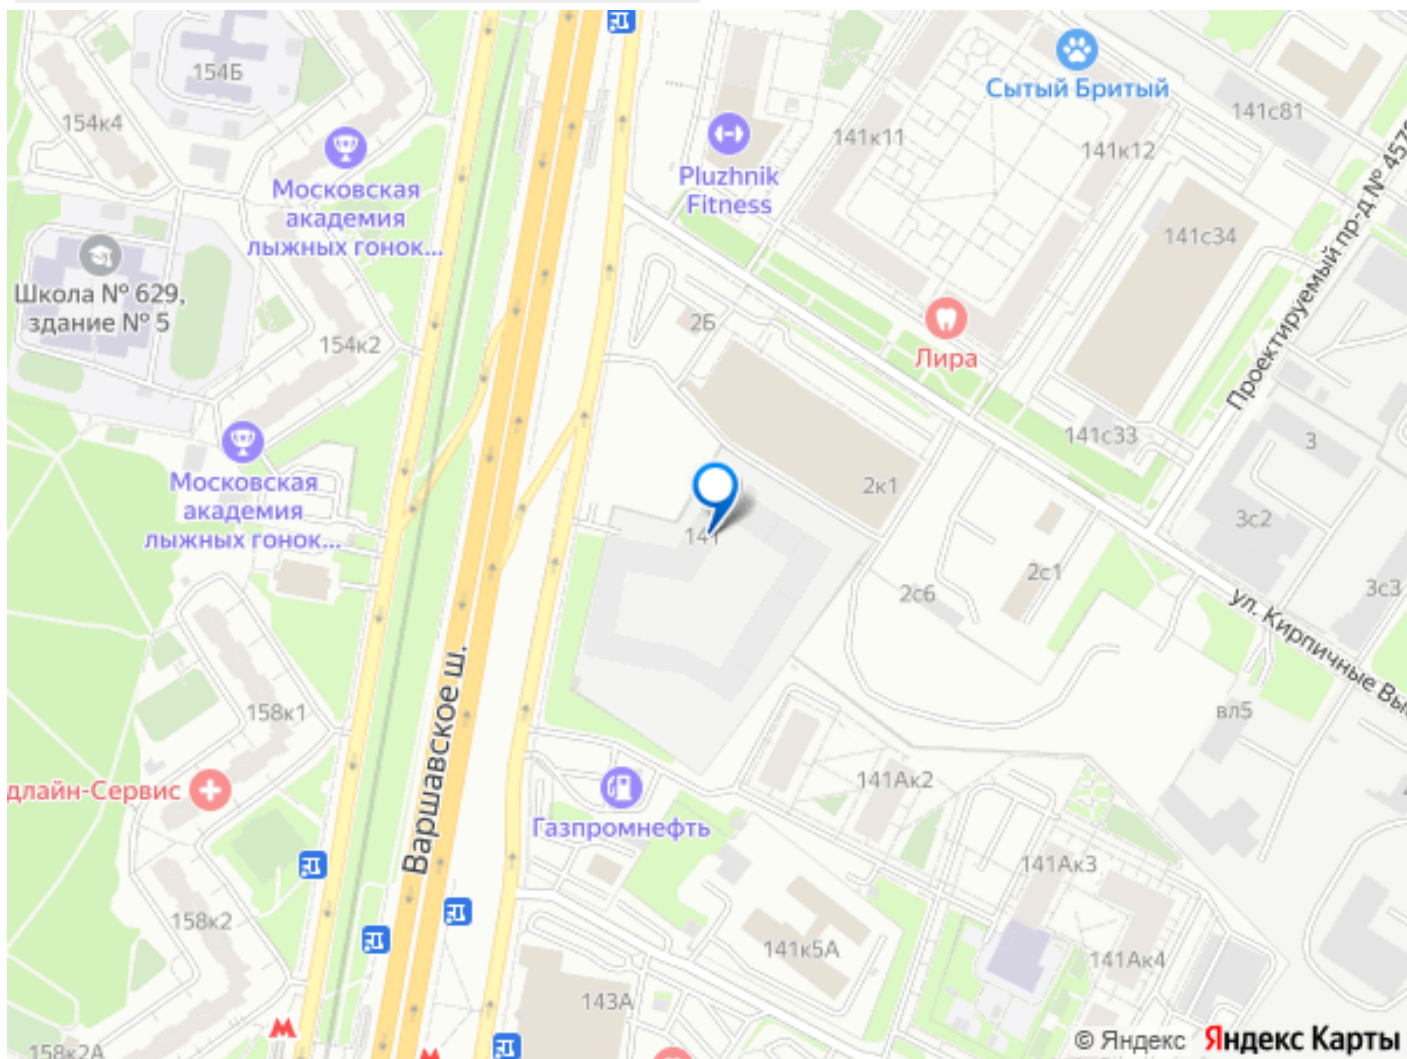 154Б
154к4
Московская
академия
лыжных гонок...
Pluzhnik
Fitness
141к11
Сытый Бритый
141к12
141с81
Проектируемый пр-д № 457
141с34
Школа № 629,
здание № 5
154к2
2Б
Лира
141с33
3
Московская
академия
лыжных гонок...
2к1
3с2
141
2с6
2с1
3с3
ул. Кирпичные Вы
Варшавское ш.
158к1
вл5
длайн-Сервис
Газпромнефть
141Ак2
141Ак3
158к2
141к5А
141Ак4
143А
158к2А
© Яндекс Яндекс Карты